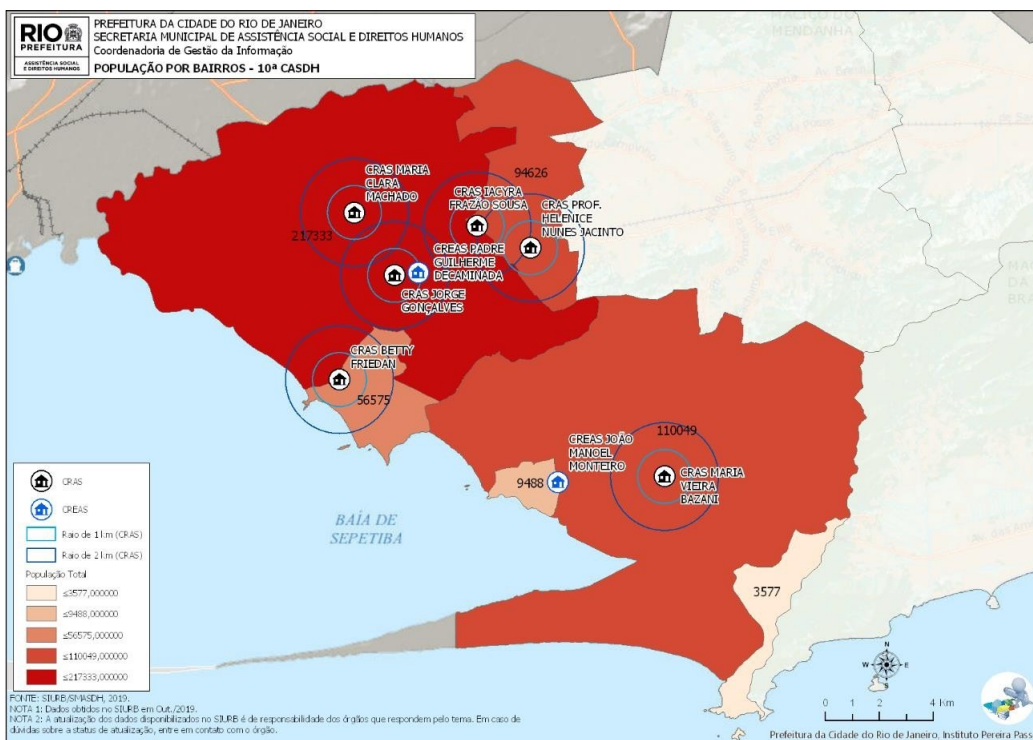 RIO
PREFEITURA
ASSISTÊNCIA SOCIAL
E DIREITOS HUMANOS
PREFEITURA DA CIDADE DO RIO DE JANEIRO
SECRETARIA MUNICIPAL DE ASSISTÊNCIA SOCIAL E DIREITOS HUMANOS
Coordenadoria de Gestão da Informação
POPULAÇÃO POR BAIRROS - 10ª CASDH
MACIÇO DO
MENDANHA
94626
CRAS MARIA
CLARA
MACHADO
CRAS IACYRA
FRAZÃO SOUSA
CRAS PROF.
HELENICE
NUNES JACINTO
217333
CREAS PADRE
GUILHERME
DECAMINADA
CRAS JORGE
GONÇALVES
CRAS BETTY
FRIEDAN
56575
110049
CREAS JOÃO
MANOEL
MONTEIRO
9488
CRAS MARIA
VIEIRA
BAZANI
BAÍA DE
SEPETIBA
3577
CRAS
CREAS
Raio de 1 km (CRAS)
Raio de 2 km (CRAS)
População Total
≤3577,000000
≤9488,000000
≤56575,000000
≤110049,000000
≤217333,000000
N
W E
S
0 1 2 4 Km
FONTE: SIURB/SMASDH, 2019.
NOTA 1: Dados obtidos no SIURB em Out./2019.
NOTA 2: A atualização dos dados disponibilizados no SIURB é de responsabilidade dos órgãos que respondem pelo tema. Em caso de
dúvidas sobre a status de atualização, entre em contato com o órgão.
Prefeitura da Cidade do Rio de Janeiro, Instituto Pereira Pass